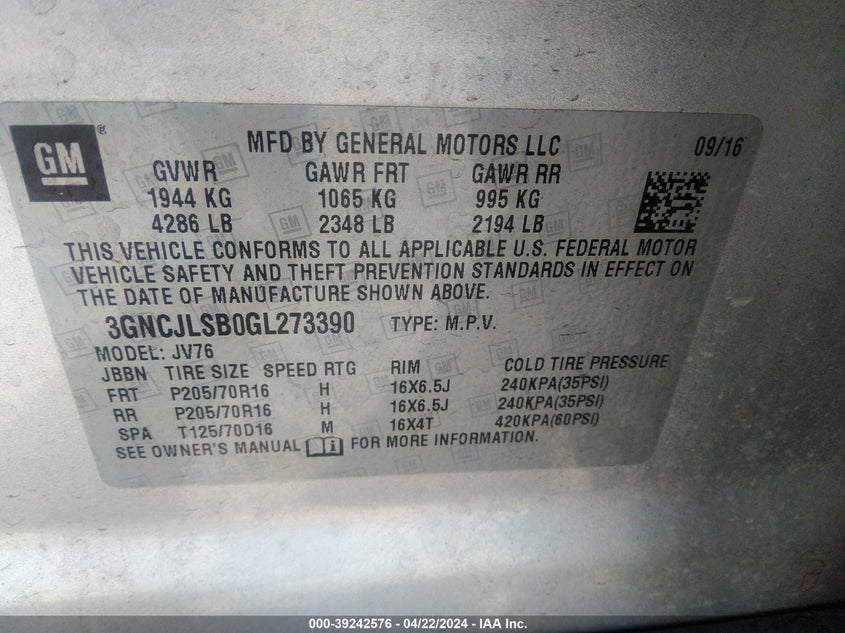 GM ® MFD BY GENERAL MOTORS LLC 09/16
GVWR GAWR FRT GAWR RR
1944 KG 1065 KG 995 KG
4286 LB 2348 LB 2194 LB
THIS VEHICLE CONFORMS TO ALL APPLICABLE U.S. FEDERAL MOTOR
VEHICLE SAFETY AND THEFT PREVENTION STANDARDS IN EFFECT ON
THE DATE OF MANUFACTURE SHOWN ABOVE.
3GNCJLSB0GL273390 TYPE: M.P.V.
MODEL: JV76
JBBN TIRE SIZE SPEED RTG RIM COLD TIRE PRESSURE
FRT P205/70R16 H 16X6.5J 240KPA(35PSI)
RR P205/70R16 H 16X6.5J 240KPA(35PSI)
SPA T125/70D16 M 16X4T 420KPA(60PSI)
SEE OWNER'S MANUAL FOR MORE INFORMATION.
000-39242576 - 04/22/2024 - IAA Inc.